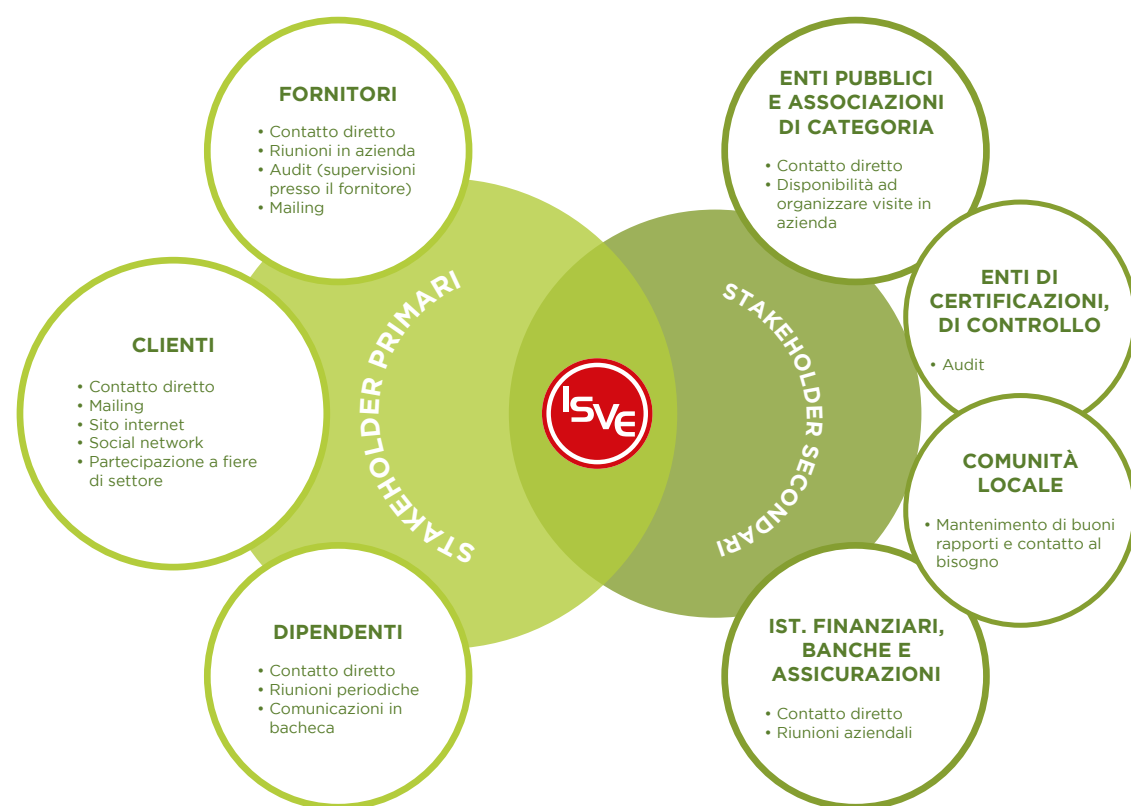 FORNITORI
• Contatto diretto
• Riunioni in azienda
• Audit (supervisioni
presso il fornitore)
• Mailing
CLIENTI
• Contatto diretto
• Mailing
• Sito internet
• Social network
• Partecipazione a fiere
di settore
DIPENDENTI
• Contatto diretto
• Riunioni periodiche
• Comunicazioni in
bacheca
STAKEHOLDER PRIMARI
ISVE
STAKEHOLDER SECONDARI
ENTI PUBBLICI
E ASSOCIAZIONI
DI CATEGORIA
• Contatto diretto
• Disponibilità ad
organizzare visite in
azienda
ENTI DI
CERTIFICAZIONI,
DI CONTROLLO
• Audit
COMUNITÀ
LOCALE
• Mantenimento di buoni
rapporti e contatto al
bisogno
IST. FINANZIARI,
BANCHE E
ASSICURAZIONI
• Contatto diretto
• Riunioni aziendali